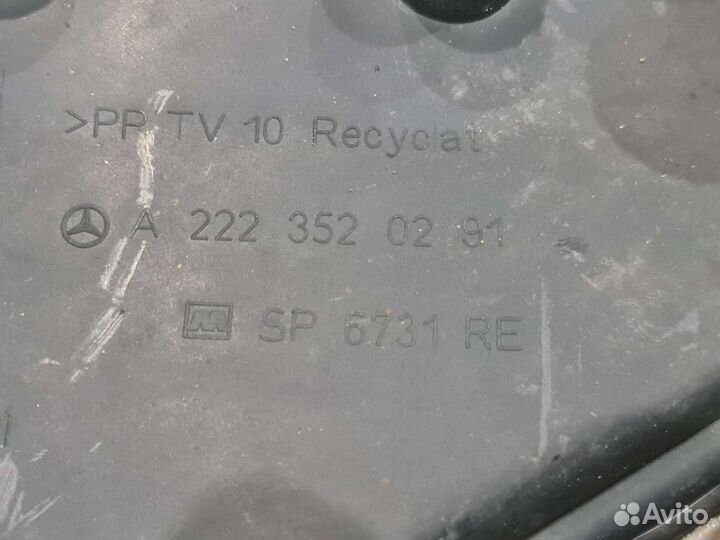 >PP TV 10 Recyclat
A 222 352 02 91
M SP 6731 RE
Avito